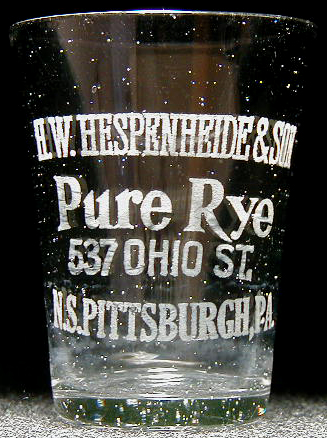 H.W. HESPENHEIDE & SON
Pure Rye
537 OHIO ST.
N.S. PITTSBURGH, PA.